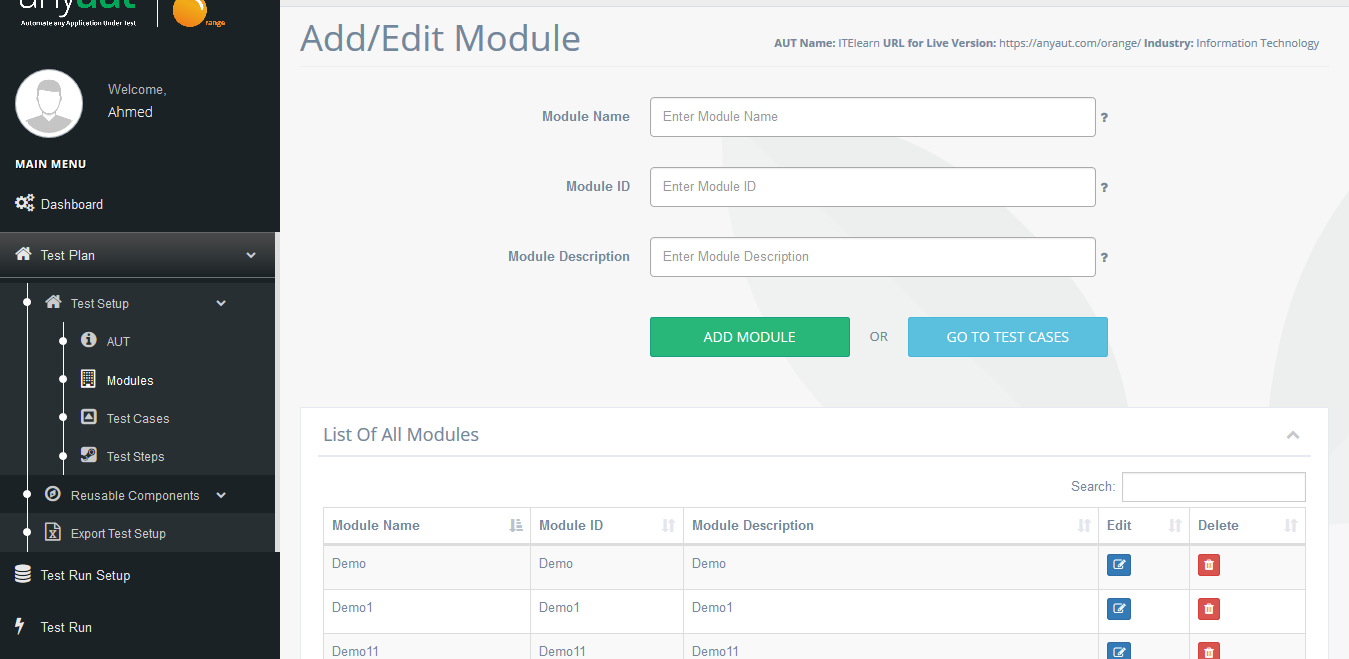 anyaut
Automate any Application Under Test
range
Welcome,
Ahmed
MAIN MENU
Dashboard
Test Plan
Test Setup
AUT
Modules
Test Cases
Test Steps
Reusable Components
Export Test Setup
Test Run Setup
Test Run
Add/Edit Module
AUT Name: ITElearn URL for Live Version: https://anyaut.com/orange/ Industry: Information Technology
Module Name Enter Module Name ?
Module ID Enter Module ID ?
Module Description Enter Module Description ?
ADD MODULE OR GO TO TEST CASES
List Of All Modules
Search:
Module Name Module ID Module Description Edit Delete
Demo Demo Demo
Demo1 Demo1 Demo1
Demo11 Demo11 Demo11